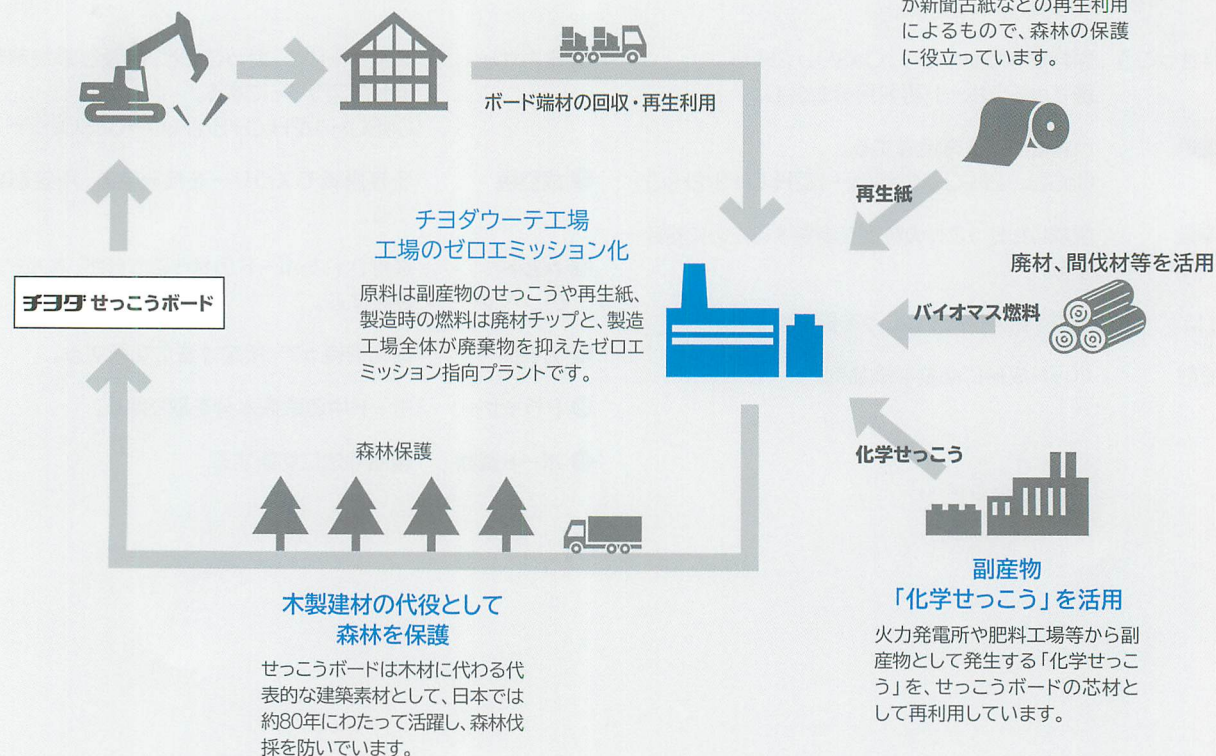 が新聞古紙などの再生利用
によるもので、森林の保護
に役立っています。
ボード端材の回収・再生利用
再生紙
チヨダウーテ工場
工場のゼロエミッション化
原料は副産物のせっこうや再生紙、
製造時の燃料は廃材チップと、製造
工場全体が廃棄物を抑えたゼロエ
ミッション指向プラントです。
廃材、間伐材等を活用
バイオマス燃料
チヨダ せっこうボード
森林保護
化学せっこう
木製建材の代役として
森林を保護
せっこうボードは木材に代わる代
表的な建築素材として、日本では
約80年にわたって活躍し、森林伐
採を防いでいます。
副産物
「化学せっこう」を活用
火力発電所や肥料工場等から副
産物として発生する「化学せっこ
う」を、せっこうボードの芯材と
して再利用しています。